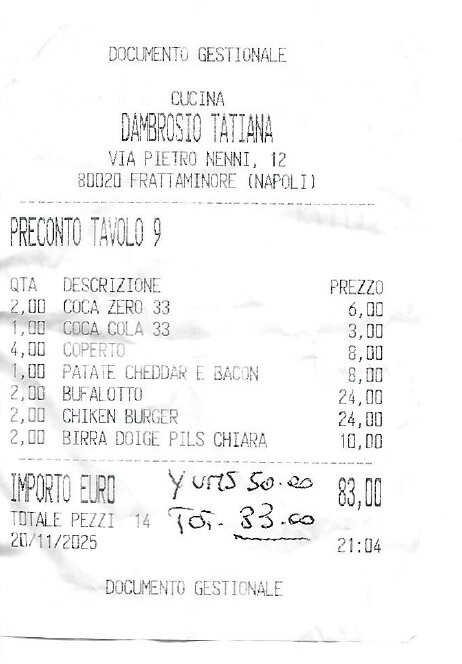 DOCUMENTO GESTIONALE
CUCINA
DAMBROSIO TATIANA
VIA PIETRO NENNI, 12
80020 FRATTAMINORE (NAPOLI)
PRECONTO TAVOLO 9
QTA DESCRIZIONE PREZZO
2,00 COCA ZERO 33 6,00
1,00 COCA COLA 33 3,00
4,00 COPERTO 8,00
1,00 PATATE CHEDDAR E BACON 8,00
2,00 BUFALOTTO 24,00
2,00 CHIKEN BURGER 24,00
2,00 BIRRA DOIGE PILS CHIARA 10,00
IMPORTO EURO 50.00 83,00
TOTALE PEZZI 14 TOT. 33.00
20/11/2025 21:04
DOCUMENTO GESTIONALE